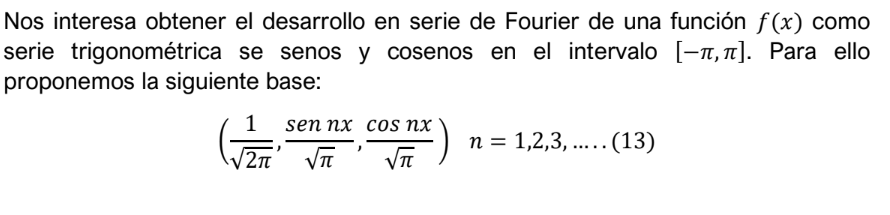 Nos interesa obtener el desarrollo en serie de Fourier de una función f(x) como
serie trigonométrica se senos y cosenos en el intervalo [−π, π]. Para ello
proponemos la siguiente base:
(1/√2π, sen nx/√π, cos nx/√π) n = 1,2,3, ..... (13)